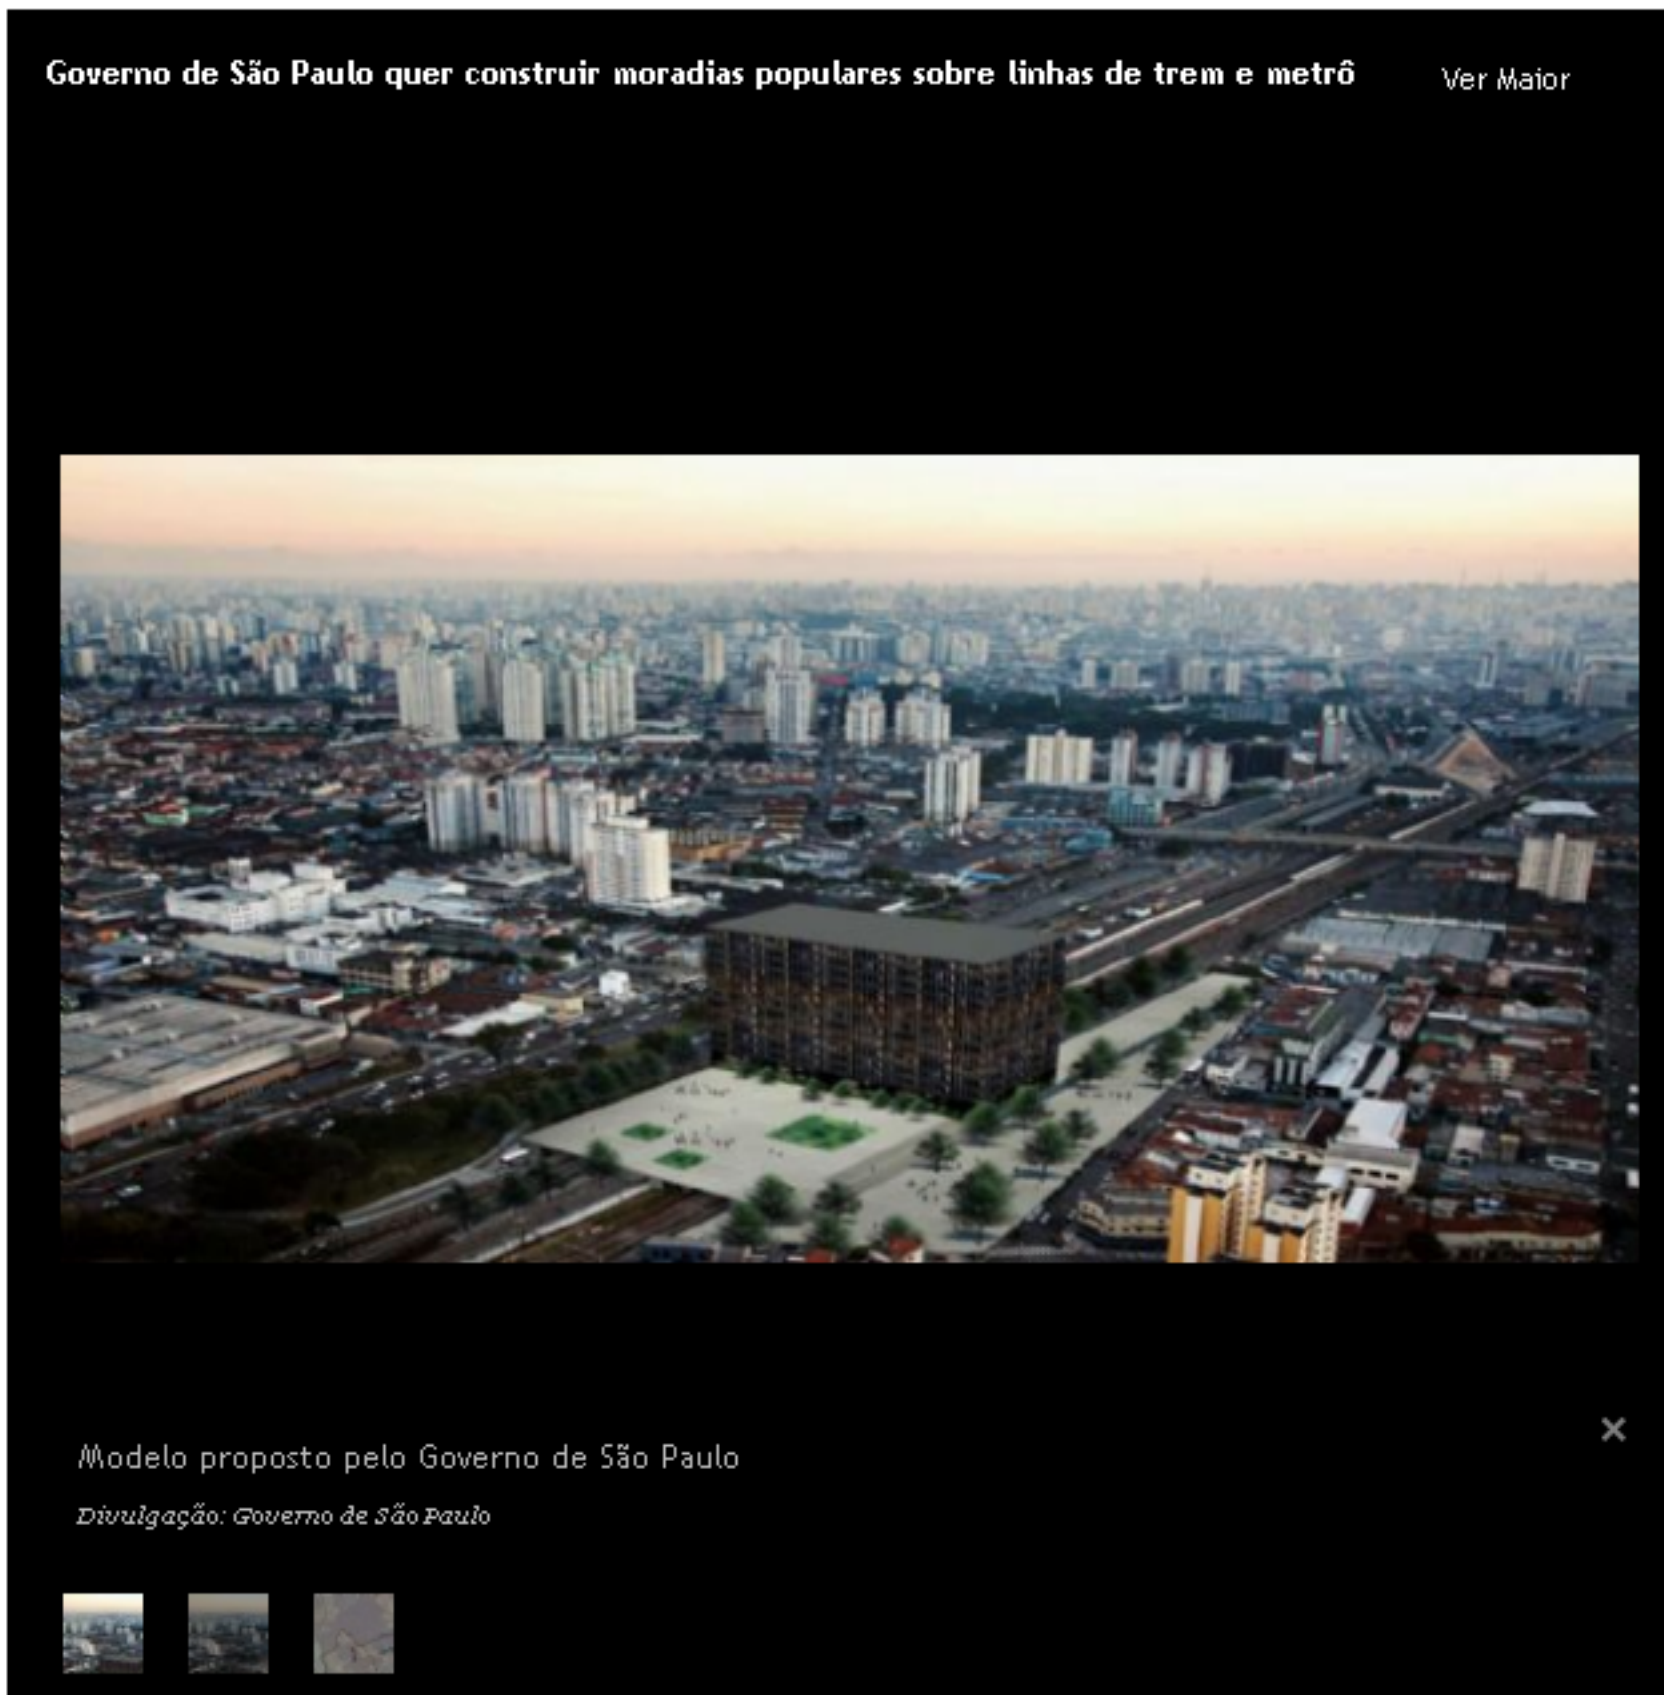 Governo de São Paulo quer construir moradias populares sobre linhas de trem e metrô
Ver Maior
Modelo proposto pelo Governo de São Paulo
Divulgação: Governo de São Paulo